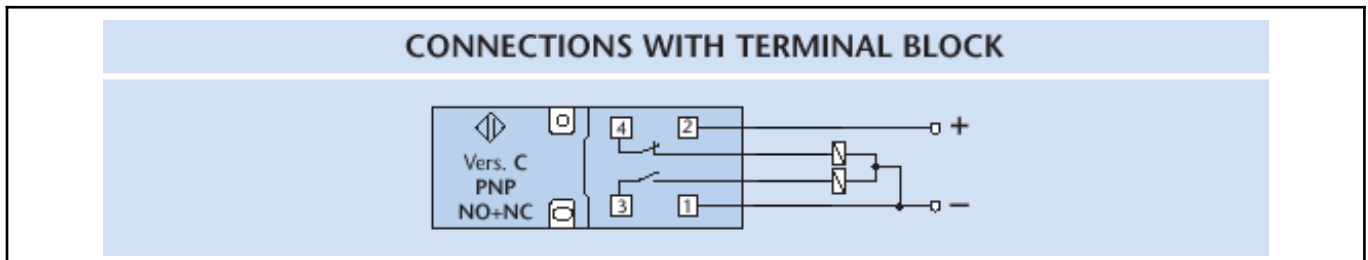 CONNECTIONS WITH TERMINAL BLOCK
4 2 +
Vers. C
PNP
NO+NC
3 1 −